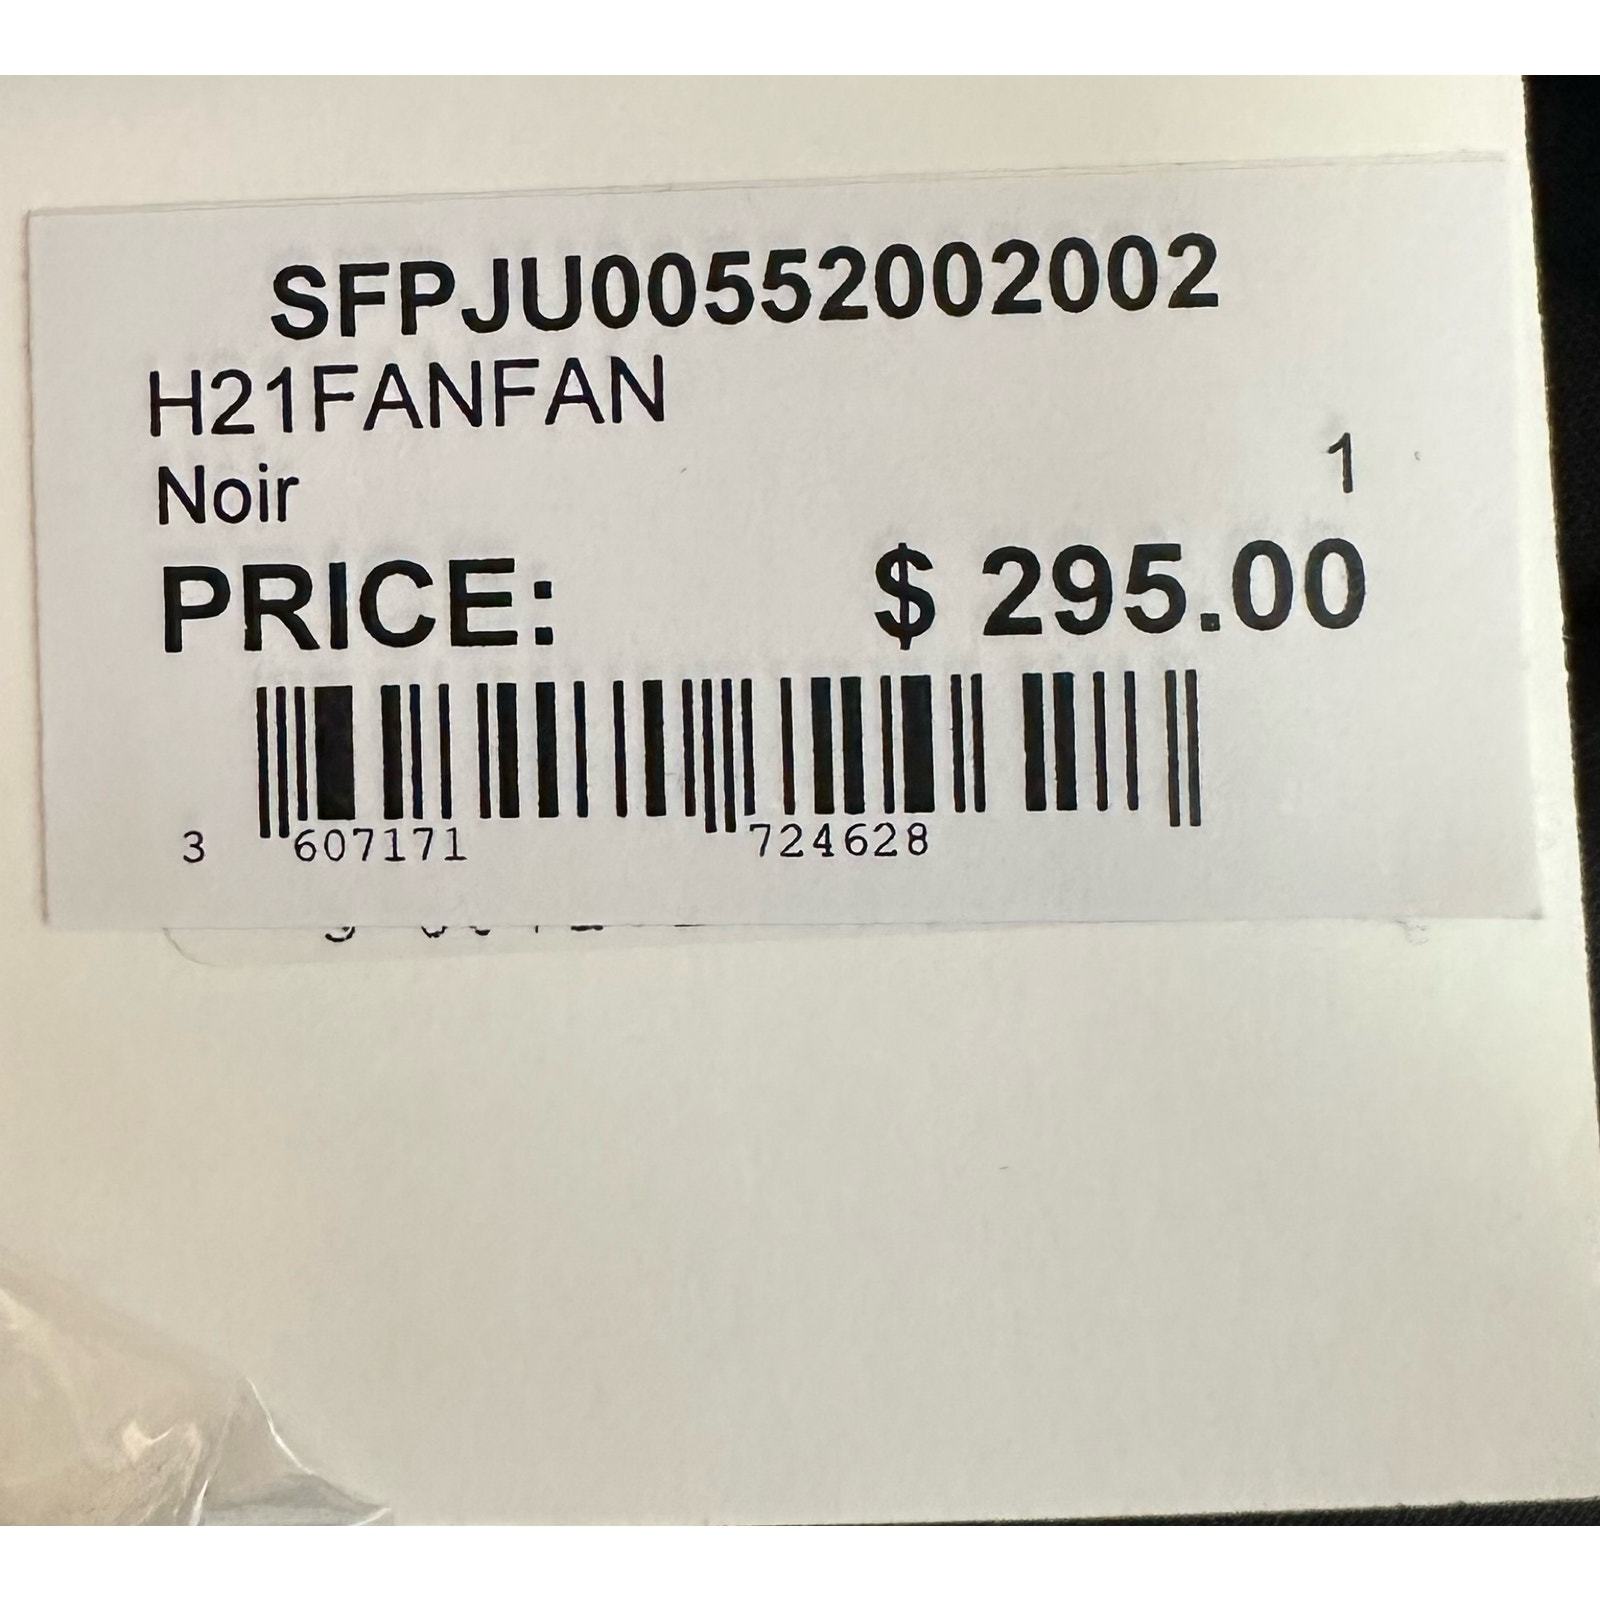 SFPJU00552002002
H21FANFAN
Noir 1
PRICE: $ 295.00
3 607171 724628